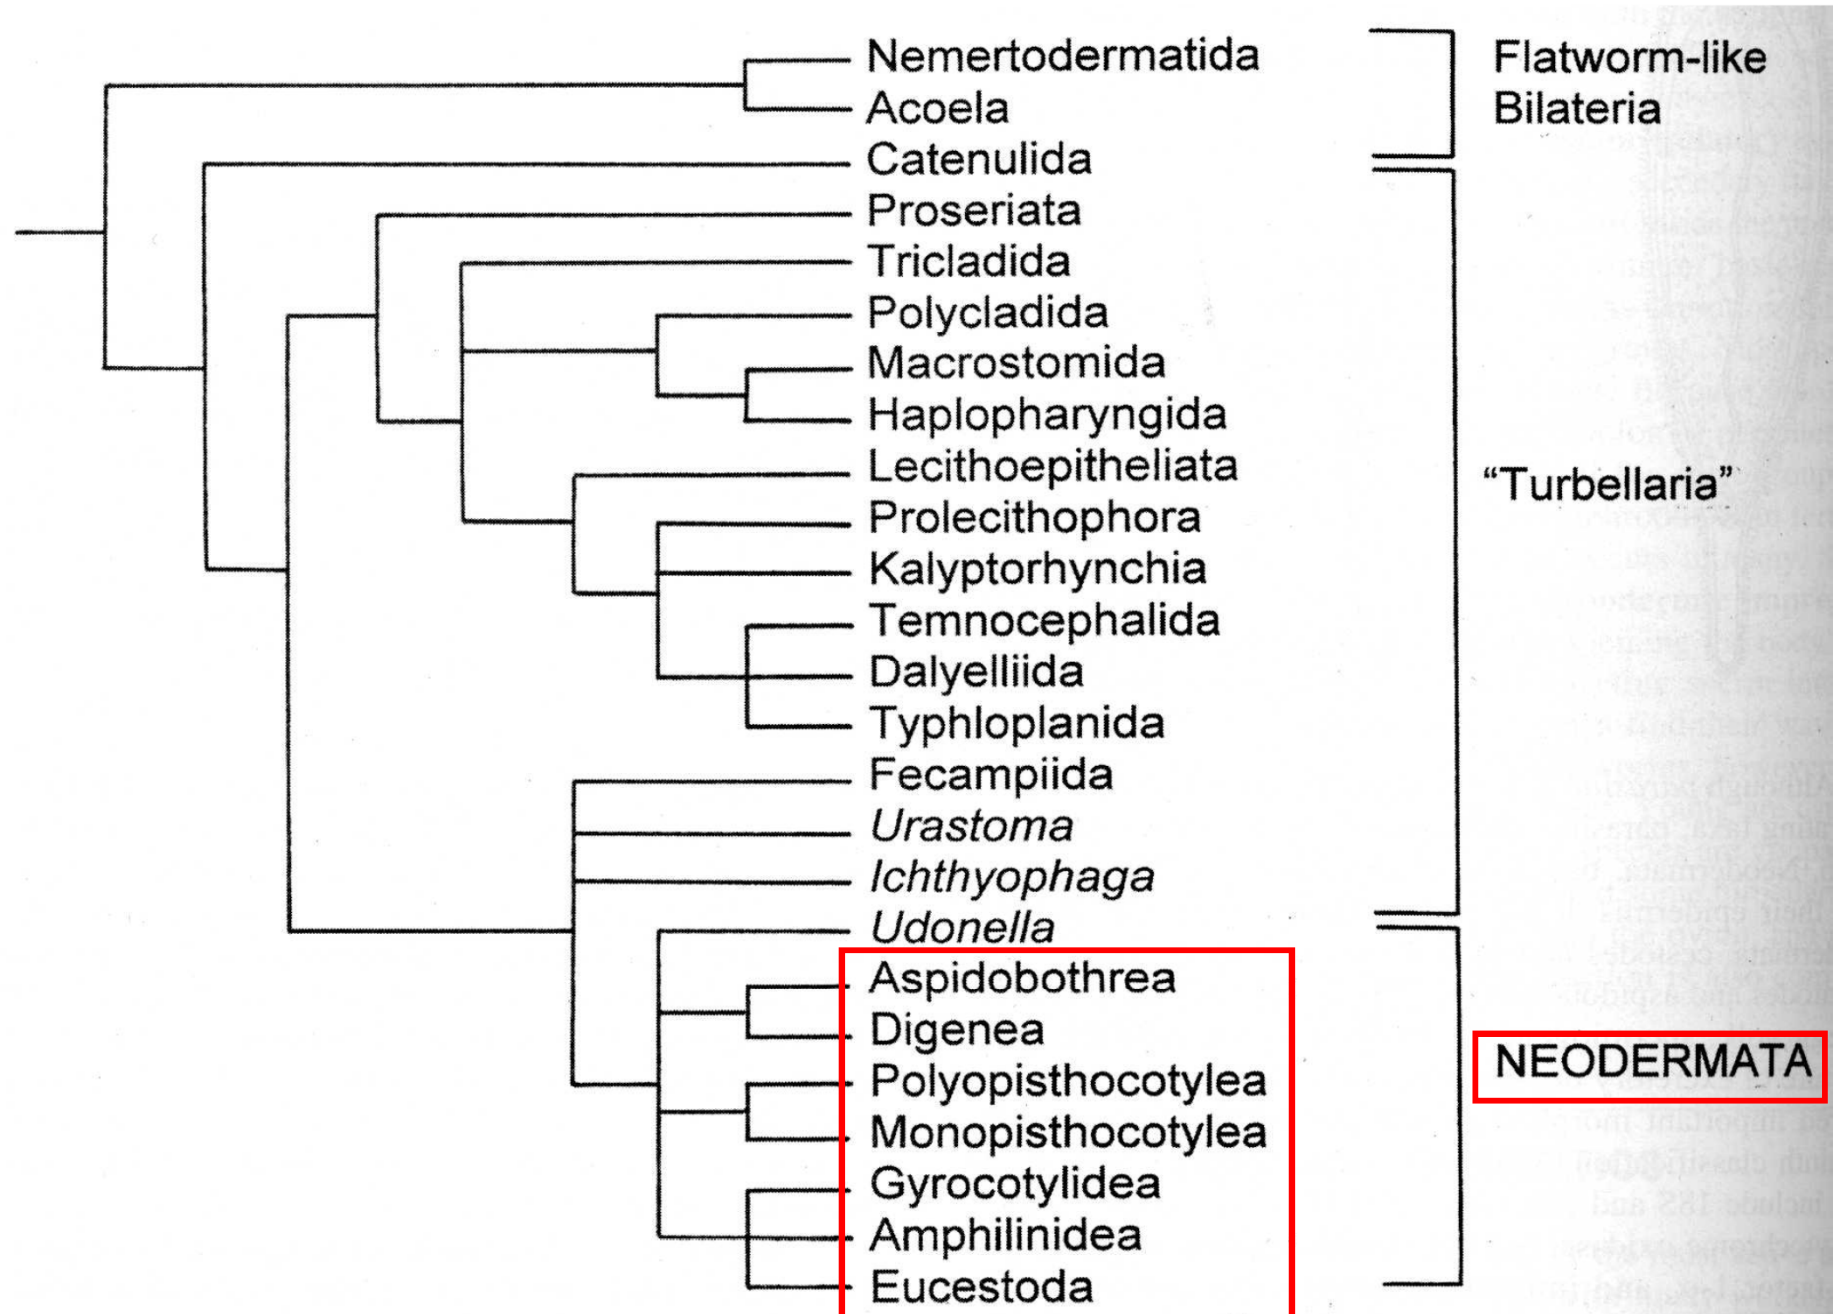 Nemertodermatida
Acoela
Catenulida
Proseriata
Tricladida
Polycladida
Macrostomida
Haplopharyngida
Lecithoepitheliata
Prolecithophora
Kalyptorhynchia
Temnocephalida
Dalyelliida
Typhloplanida
Fecampiida
Urastoma
Ichthyophaga
Udonella
Aspidobothrea
Digenea
Polyopisthocotylea
Monopisthocotylea
Gyrocotylidea
Amphilinidea
Eucestoda
Flatworm-like
Bilateria
“Turbellaria”
NEODERMATA